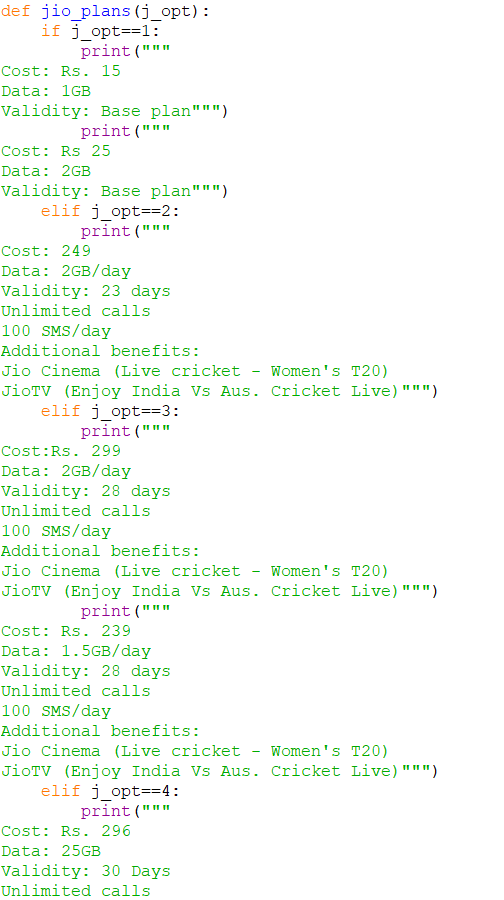 def jio_plans(j_opt):
    if j_opt==1:
        print("""
Cost: Rs. 15
Data: 1GB
Validity: Base plan""")
        print("""
Cost: Rs 25
Data: 2GB
Validity: Base plan""")
    elif j_opt==2:
        print("""
Cost: 249
Data: 2GB/day
Validity: 23 days
Unlimited calls
100 SMS/day
Additional benefits:
Jio Cinema (Live cricket - Women's T20)
JioTV (Enjoy India Vs Aus. Cricket Live)""")
    elif j_opt==3:
        print("""
Cost:Rs. 299
Data: 2GB/day
Validity: 28 days
Unlimited calls
100 SMS/day
Additional benefits:
Jio Cinema (Live cricket - Women's T20)
JioTV (Enjoy India Vs Aus. Cricket Live)""")
        print("""
Cost: Rs. 239
Data: 1.5GB/day
Validity: 28 days
Unlimited calls
100 SMS/day
Additional benefits:
Jio Cinema (Live cricket - Women's T20)
JioTV (Enjoy India Vs Aus. Cricket Live)""")
    elif j_opt==4:
        print("""
Cost: Rs. 296
Data: 25GB
Validity: 30 Days
Unlimited calls